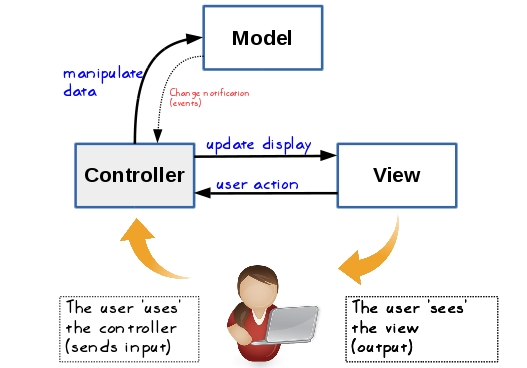 Model
manipulate
data
Change notification
(events)
update display
Controller
View
user action
The user 'uses'
the controller
(sends input)
The user 'sees'
the view
(output)